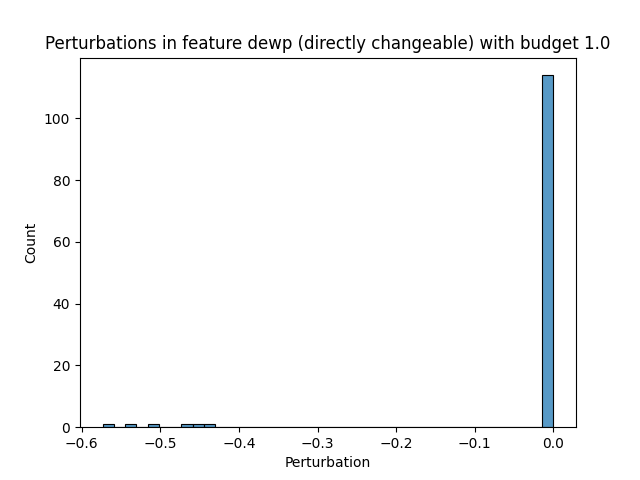 Perturbations in feature dewp (directly changeable) with budget 1.0
Count
100
80
60
40
20
0
−0.6 −0.5 −0.4 −0.3 −0.2 −0.1 0.0
Perturbation